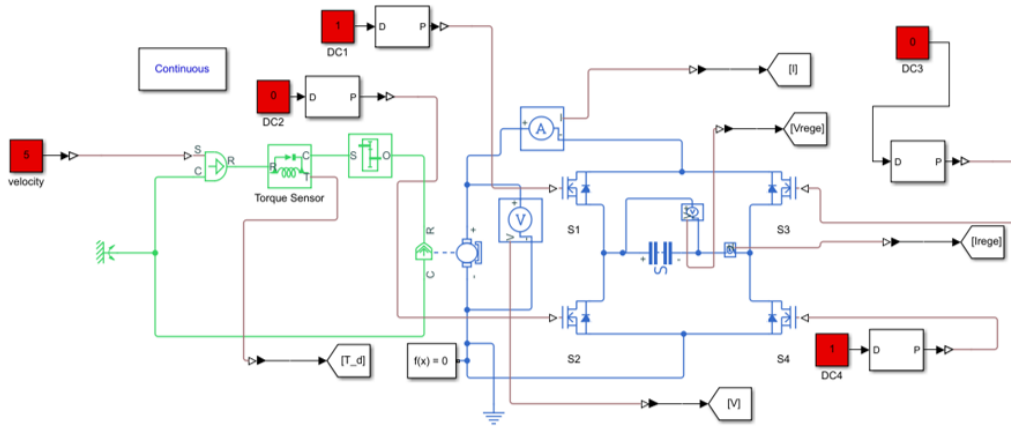 1
D
P
DC1
0
DC3
Continuous
[I]
0
D
P
DC2
A
I
+
[Vrege]
5
velocity
S
C
R
R
C
T
Torque Sensor
S
O
D
P
+
V
V
S1
V
S3
R
+
C
-
+
S
-
[Irege]
[T_d]
f(x) = 0
S2
S4
1
DC4
D
P
[V]